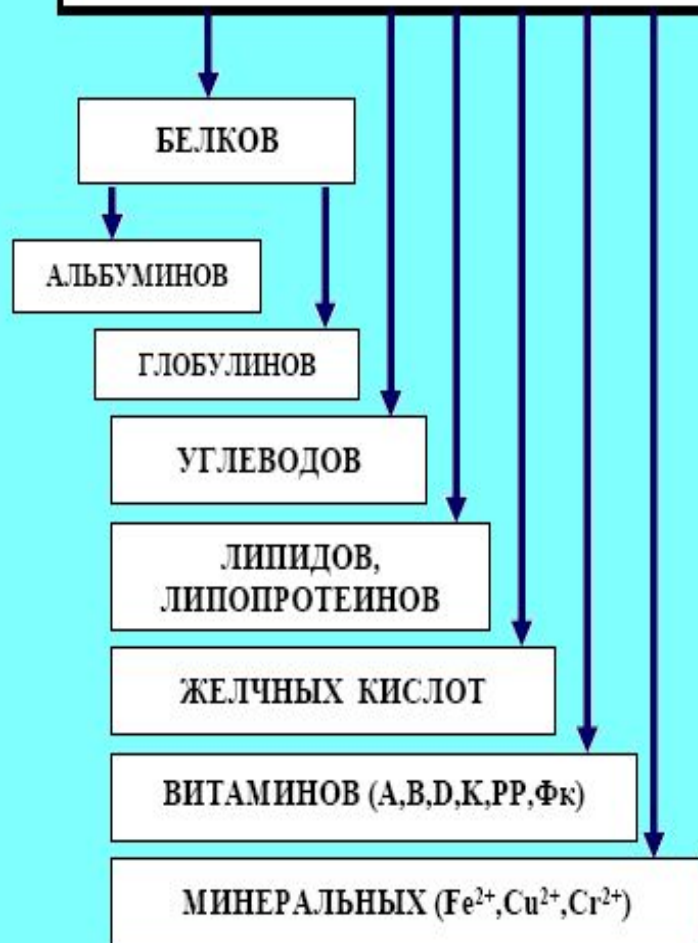 БЕЛКОВ
АЛЬБУМИНОВ
ГЛОБУЛИНОВ
УГЛЕВОДОВ
ЛИПИДОВ,
ЛИПОПРОТЕИНОВ
ЖЕЛЧНЫХ КИСЛОТ
ВИТАМИНОВ (A,B,D,K,PP,Фк)
МИНЕРАЛЬНЫХ (Fe²⁺,Cu²⁺,Cr²⁺)